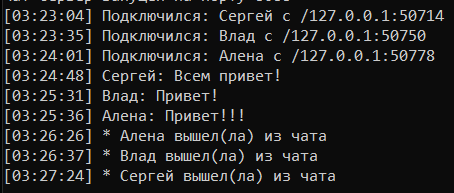 [03:23:04] Подключился: Сергей с /127.0.0.1:50714
[03:23:35] Подключился: Влад с /127.0.0.1:50750
[03:24:01] Подключился: Алена с /127.0.0.1:50778
[03:24:48] Сергей: Всем привет!
[03:25:31] Влад: Привет!
[03:25:36] Алена: Привет!!!
[03:26:26] * Алена вышел(ла) из чата
[03:26:37] * Влад вышел(ла) из чата
[03:27:24] * Сергей вышел(ла) из чата